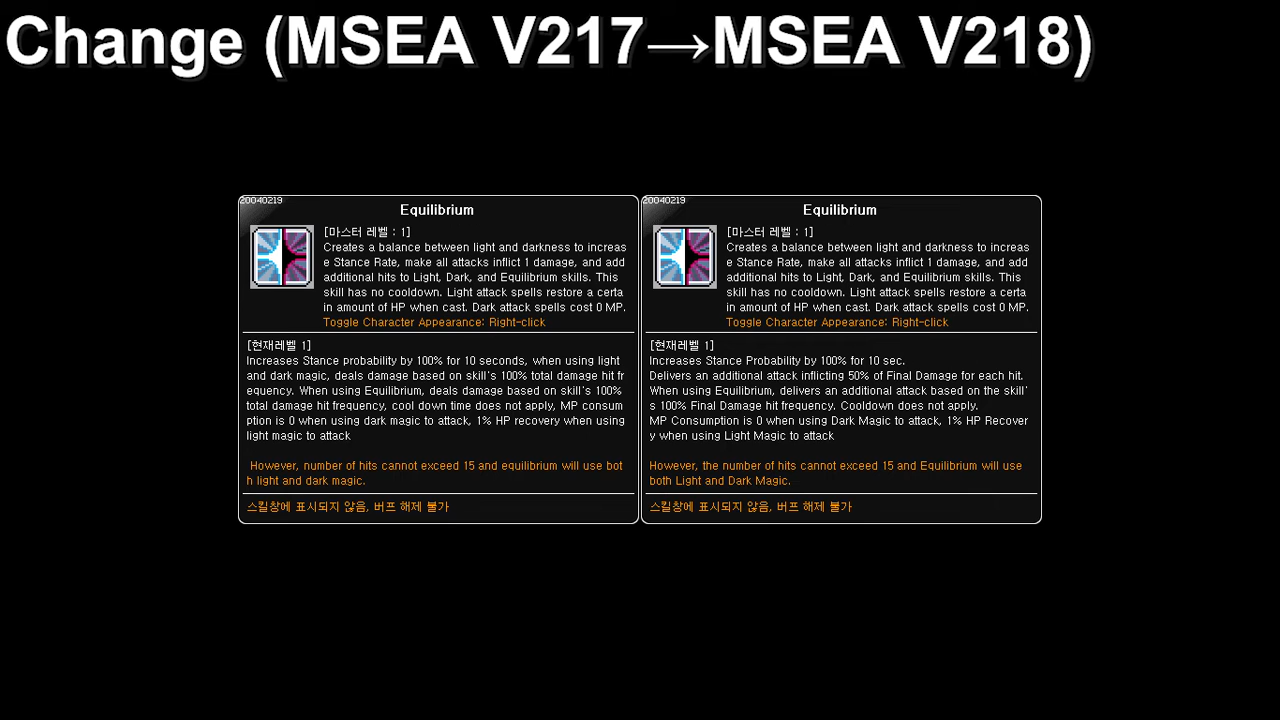 Change (MSEA V217→MSEA V218)
20040219
Equilibrium
[마스터 레벨 : 1]
Creates a balance between light and darkness to increas
e Stance Rate, make all attacks inflict 1 damage, and add
additional hits to Light, Dark, and Equilibrium skills. This
skill has no cooldown. Light attack spells restore a certa
in amount of HP when cast. Dark attack spells cost 0 MP.
Toggle Character Appearance: Right-click
[현재레벨 1]
Increases Stance probability by 100% for 10 seconds, when using light
and dark magic, deals damage based on skill's 100% total damage hit fr
equency. When using Equilibrium, deals damage based on skill's 100%
total damage hit frequency, cool down time does not apply, MP consum
ption is 0 when using dark magic to attack, 1% HP recovery when using
light magic to attack
However, number of hits cannot exceed 15 and equilibrium will use bot
h light and dark magic.
스킬창에 표시되지 않음, 버프 해제 불가
20040219
Equilibrium
[마스터 레벨 : 1]
Creates a balance between light and darkness to increas
e Stance Rate, make all attacks inflict 1 damage, and add
additional hits to Light, Dark, and Equilibrium skills. This
skill has no cooldown. Light attack spells restore a certa
in amount of HP when cast. Dark attack spells cost 0 MP.
Toggle Character Appearance: Right-click
[현재레벨 1]
Increases Stance Probability by 100% for 10 sec.
Delivers an additional attack inflicting 50% of Final Damage for each hit.
When using Equilibrium, delivers an additional attack based on the skill'
s 100% Final Damage hit frequency. Cooldown does not apply.
MP Consumption is 0 when using Dark Magic to attack, 1% HP Recover
y when using Light Magic to attack
However, the number of hits cannot exceed 15 and Equilibrium will use
both Light and Dark Magic.
스킬창에 표시되지 않음, 버프 해제 불가